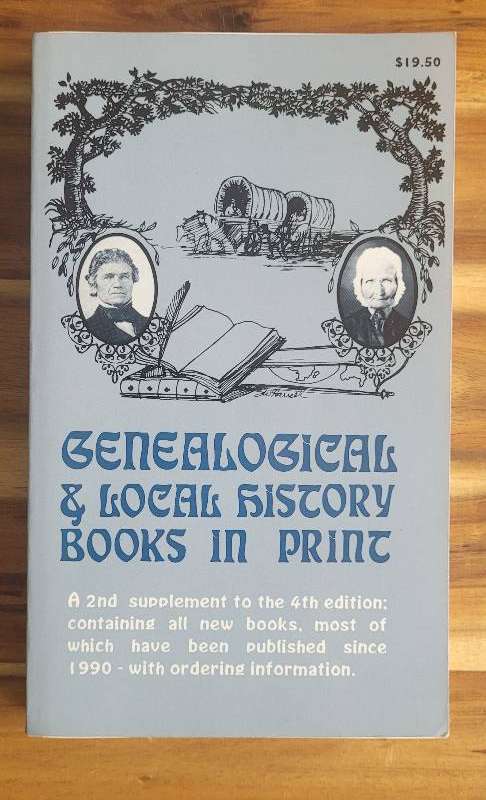 $19.50
GENEALOGICAL
& LOCAL HISTORY
BOOKS IN PRINT
A 2nd supplement to the 4th edition;
containing all new books, most of
which have been published since
1990 - with ordering information.